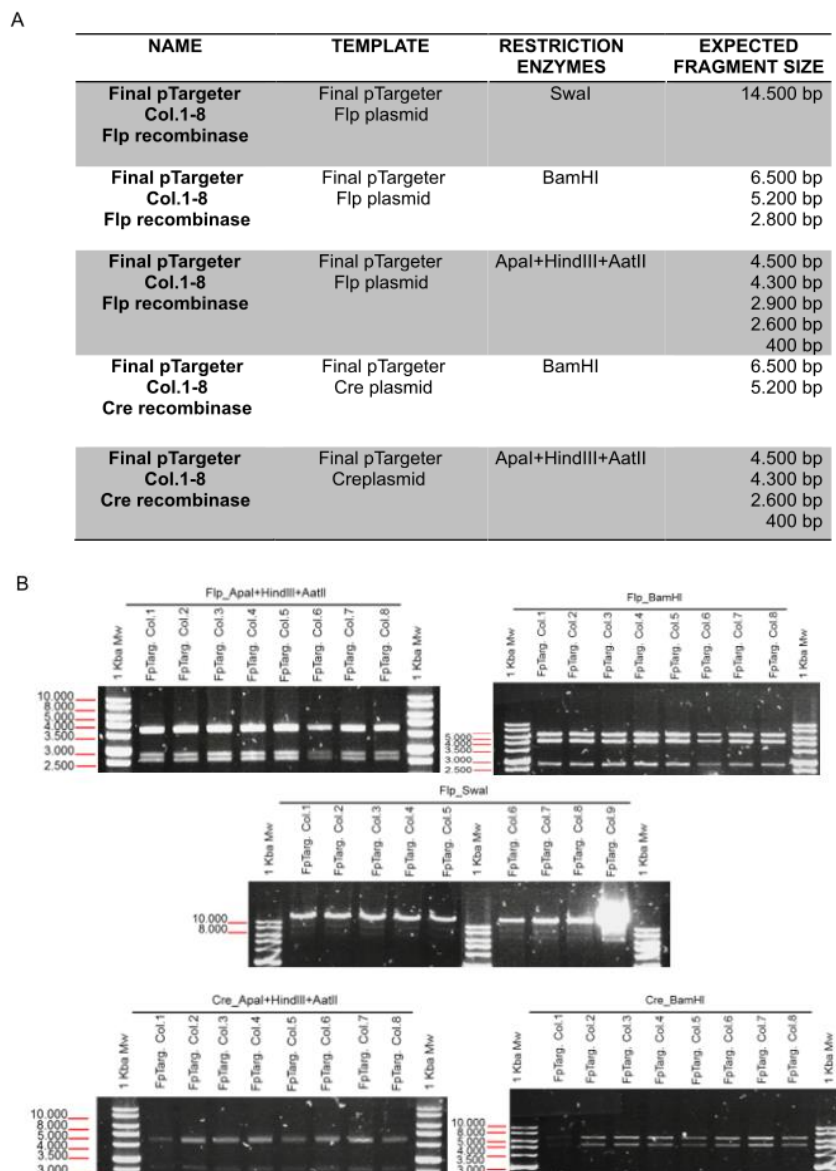 A
NAME TEMPLATE RESTRICTION ENZYMES EXPECTED FRAGMENT SIZE
Final pTargeter Final pTargeter SwaI 14.500 bp
Col.1-8 Flp plasmid
Flp recombinase
Final pTargeter Final pTargeter BamHI 6.500 bp
Col.1-8 Flp plasmid 5.200 bp
Flp recombinase 2.800 bp
Final pTargeter Final pTargeter ApaI+HindIII+AatII 4.500 bp
Col.1-8 Flp plasmid 4.300 bp
Flp recombinase 2.900 bp
2.600 bp
400 bp
Final pTargeter Final pTargeter BamHI 6.500 bp
Col.1-8 Cre plasmid 5.200 bp
Cre recombinase
Final pTargeter Final pTargeter ApaI+HindIII+AatII 4.500 bp
Col.1-8 Creplasmid 4.300 bp
Cre recombinase 2.600 bp
400 bp
B
Flp_ApaI+HindIII+AatII
1 Kba Mw FpTarg. Col.1 FpTarg. Col.2 FpTarg. Col.3 FpTarg. Col.4 FpTarg. Col.5 FpTarg. Col.6 FpTarg. Col.7 FpTarg. Col.8 1 Kba Mw
10.000
8.000
5.000
4.000
3.500
3.000
2.500
Flp_BamHI
1 Kba Mw FpTarg. Col.1 FpTarg. Col.2 FpTarg. Col.3 FpTarg. Col.4 FpTarg. Col.5 FpTarg. Col.6 FpTarg. Col.7 FpTarg. Col.8 1 Kba Mw
5.000
3.500
3.000
2.500
Flp_SwaI
1 Kba Mw FpTarg. Col.1 FpTarg. Col.2 FpTarg. Col.3 FpTarg. Col.4 FpTarg. Col.5 1 Kba Mw FpTarg. Col.6 FpTarg. Col.7 FpTarg. Col.8 FpTarg. Col.9 1 Kba Mw
10.000
8.000
Cre_ApaI+HindIII+AatII
1 Kba Mw FpTarg. Col.1 FpTarg. Col.2 FpTarg. Col.3 FpTarg. Col.4 FpTarg. Col.5 FpTarg. Col.6 FpTarg. Col.7 FpTarg. Col.8 1 Kba Mw
10.000
8.000
5.000
4.000
3.500
3.000
Cre_BamHI
1 Kba Mw FpTarg. Col.1 FpTarg. Col.2 FpTarg. Col.3 FpTarg. Col.4 FpTarg. Col.5 FpTarg. Col.6 FpTarg. Col.7 FpTarg. Col.8 1 Kba Mw
10.000
8.000
5.000
4.000
3.500
3.000